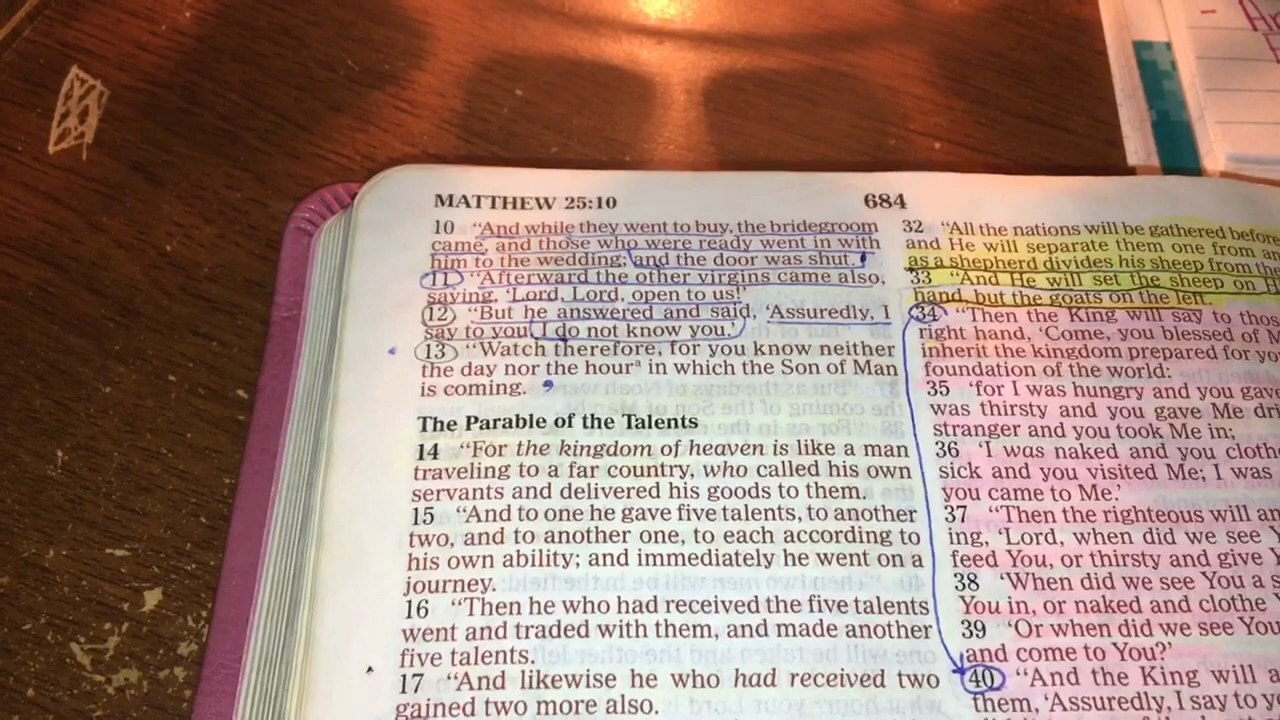 MATTHEW 25:10
684
10 “And while they went to buy, the bridegroom
came, and those who were ready went in with
him to the wedding; and the door was shut.
11 “Afterward the other virgins came also,
saying, ‘Lord, Lord, open to us!’
12 “But he answered and said, ‘Assuredly, I
say to you, I do not know you.’
13 “Watch therefore, for you know neither
the day nor the hourᵃ in which the Son of Man
is coming.
The Parable of the Talents
14 “For the kingdom of heaven is like a man
traveling to a far country, who called his own
servants and delivered his goods to them.
15 “And to one he gave five talents, to another
two, and to another one, to each according to
his own ability; and immediately he went on a
journey.
16 “Then he who had received the five talents
went and traded with them, and made another
five talents.
17 “And likewise he who had received two
gained two more also.
32 “All the nations will be gathered before
and He will separate them one from an
as a shepherd divides his sheep from the
33 “And He will set the sheep on H
hand, but the goats on the left.
34 “Then the King will say to thos
right hand, ‘Come, you blessed of M
inherit the kingdom prepared for yo
foundation of the world:
35 ‘for I was hungry and you gave
was thirsty and you gave Me dri
stranger and you took Me in;
36 ‘I was naked and you cloth
sick and you visited Me; I was
you came to Me.’
37 “Then the righteous will an
ing, ‘Lord, when did we see Y
feed You, or thirsty and give Y
38 ‘When did we see You a s
You in, or naked and clothe Y
39 ‘Or when did we see You
and come to You?’
40 “And the King will a
them, ‘Assuredly, I say to y